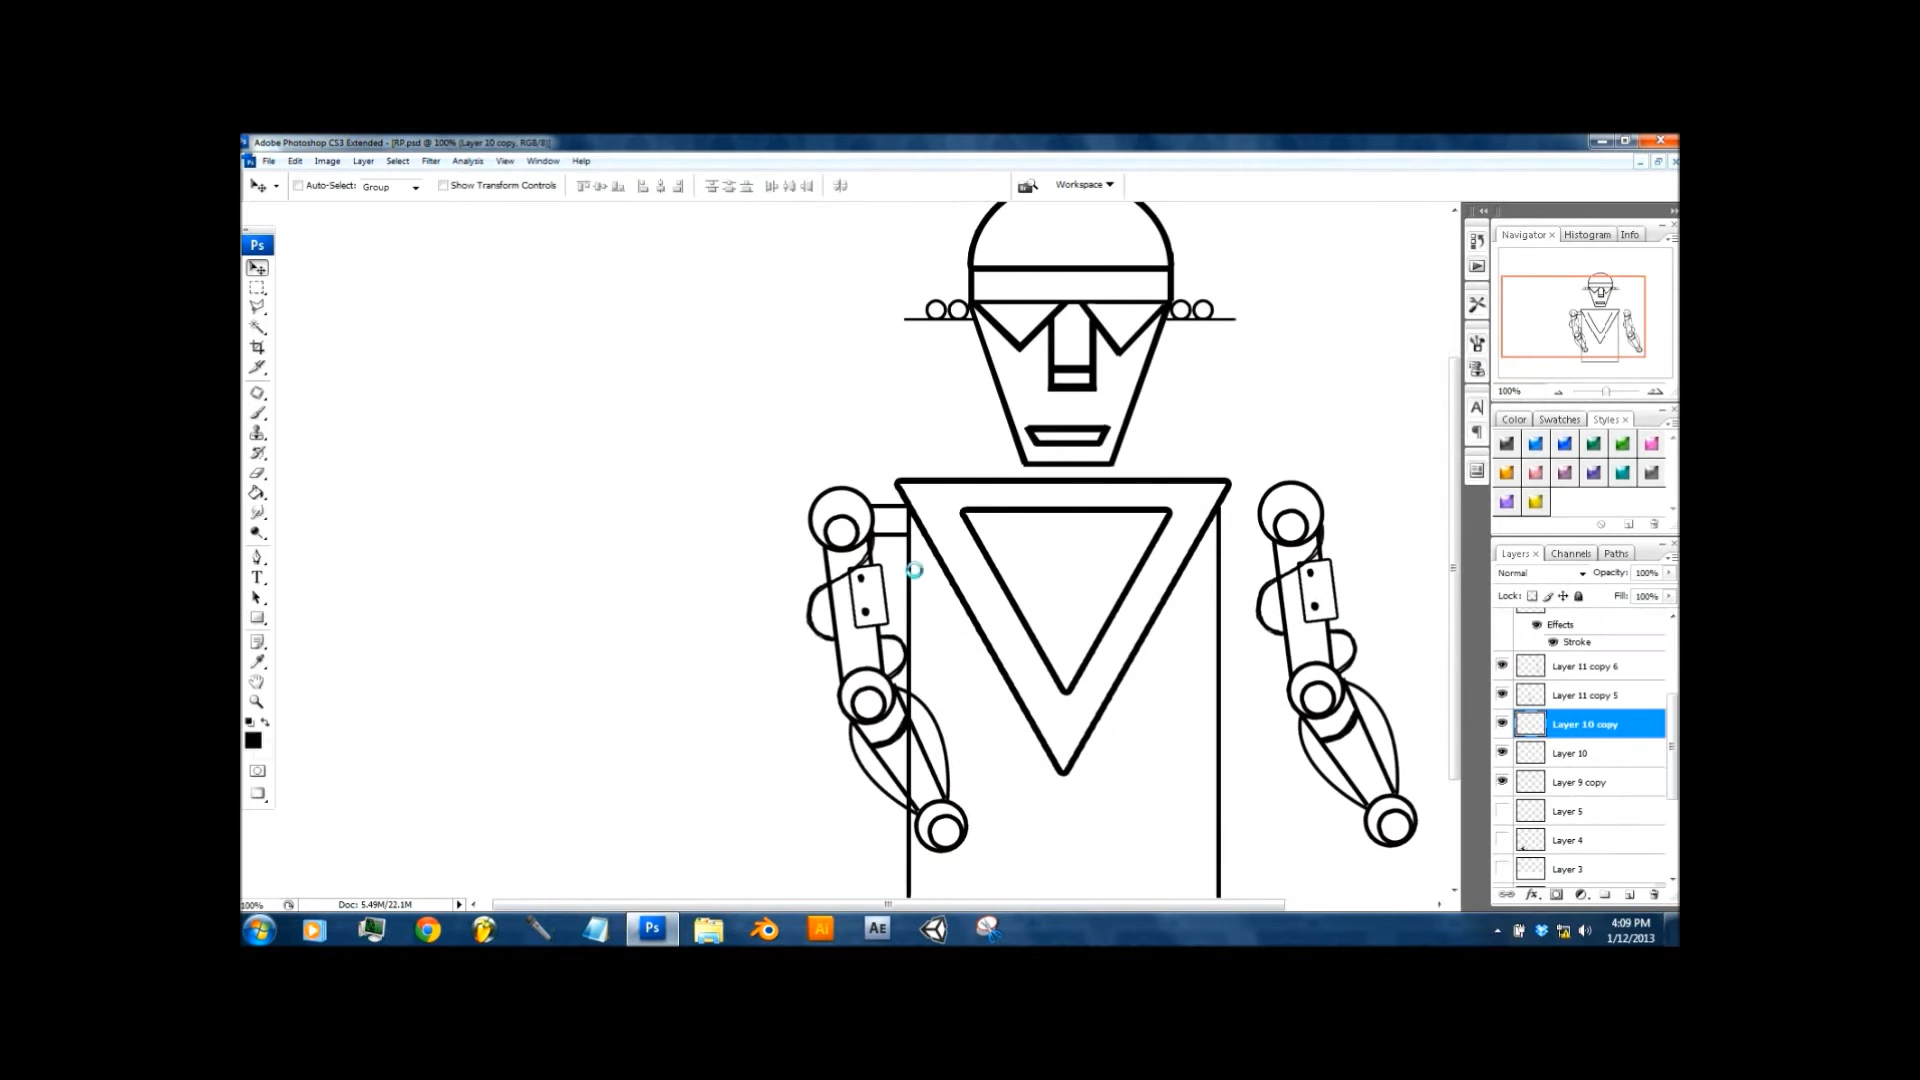 Adobe Photoshop CS3 Extended - [RP.psd @ 100% (Layer 10 copy, RGB/8)]
File Edit Image Layer Select Filter Analysis View Window Help
Auto-Select: Group Show Transform Controls Workspace
Ps
Navigator × Histogram Info
100%
Color Swatches Styles ×
Layers × Channels Paths
Normal Opacity: 100%
Lock: Fill: 100%
Effects
Stroke
Layer 11 copy 6
Layer 11 copy 5
Layer 10 copy
Layer 10
Layer 9 copy
Layer 5
Layer 4
Layer 3
100% Doc: 5.49M/22.1M
Ps Ai AE
4:09 PM
1/12/2013